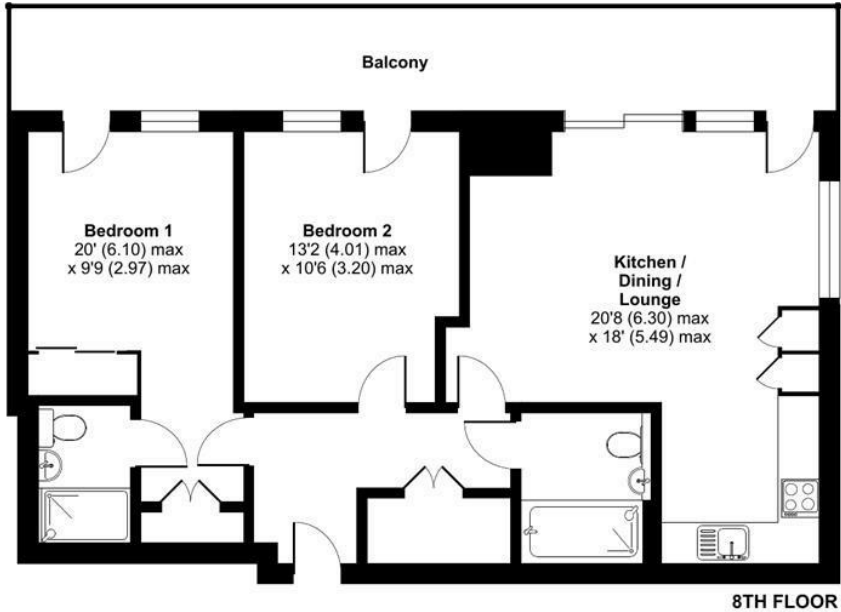 Balcony
Bedroom 1
20' (6.10) max
x 9'9 (2.97) max
Bedroom 2
13'2 (4.01) max
x 10'6 (3.20) max
Kitchen /
Dining /
Lounge
20'8 (6.30) max
x 18' (5.49) max
8TH FLOOR